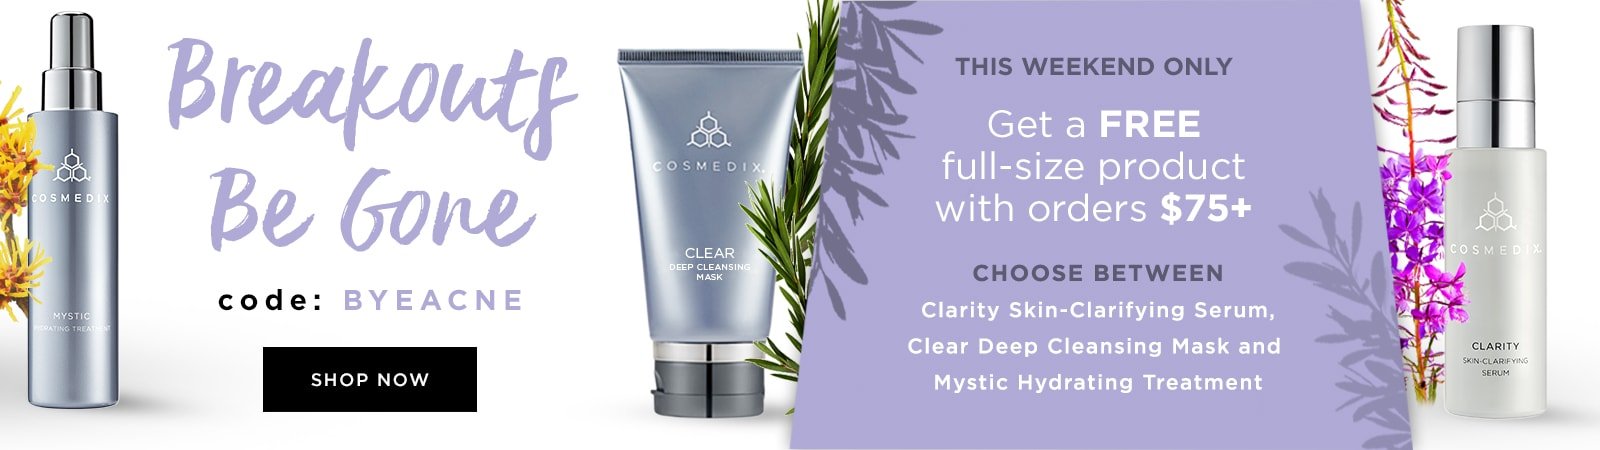 Breakouts
Be Gone
code: BYEACNE
SHOP NOW
COSMEDIX
MYSTIC
HYDRATING TREATMENT
COSMEDIX
CLEAR
DEEP CLEANSING
MASK
THIS WEEKEND ONLY
Get a FREE
full-size product
with orders $75+
CHOOSE BETWEEN
Clarity Skin-Clarifying Serum,
Clear Deep Cleansing Mask and
Mystic Hydrating Treatment
COSMEDIX
CLARITY
SKIN-CLARIFYING
SERUM